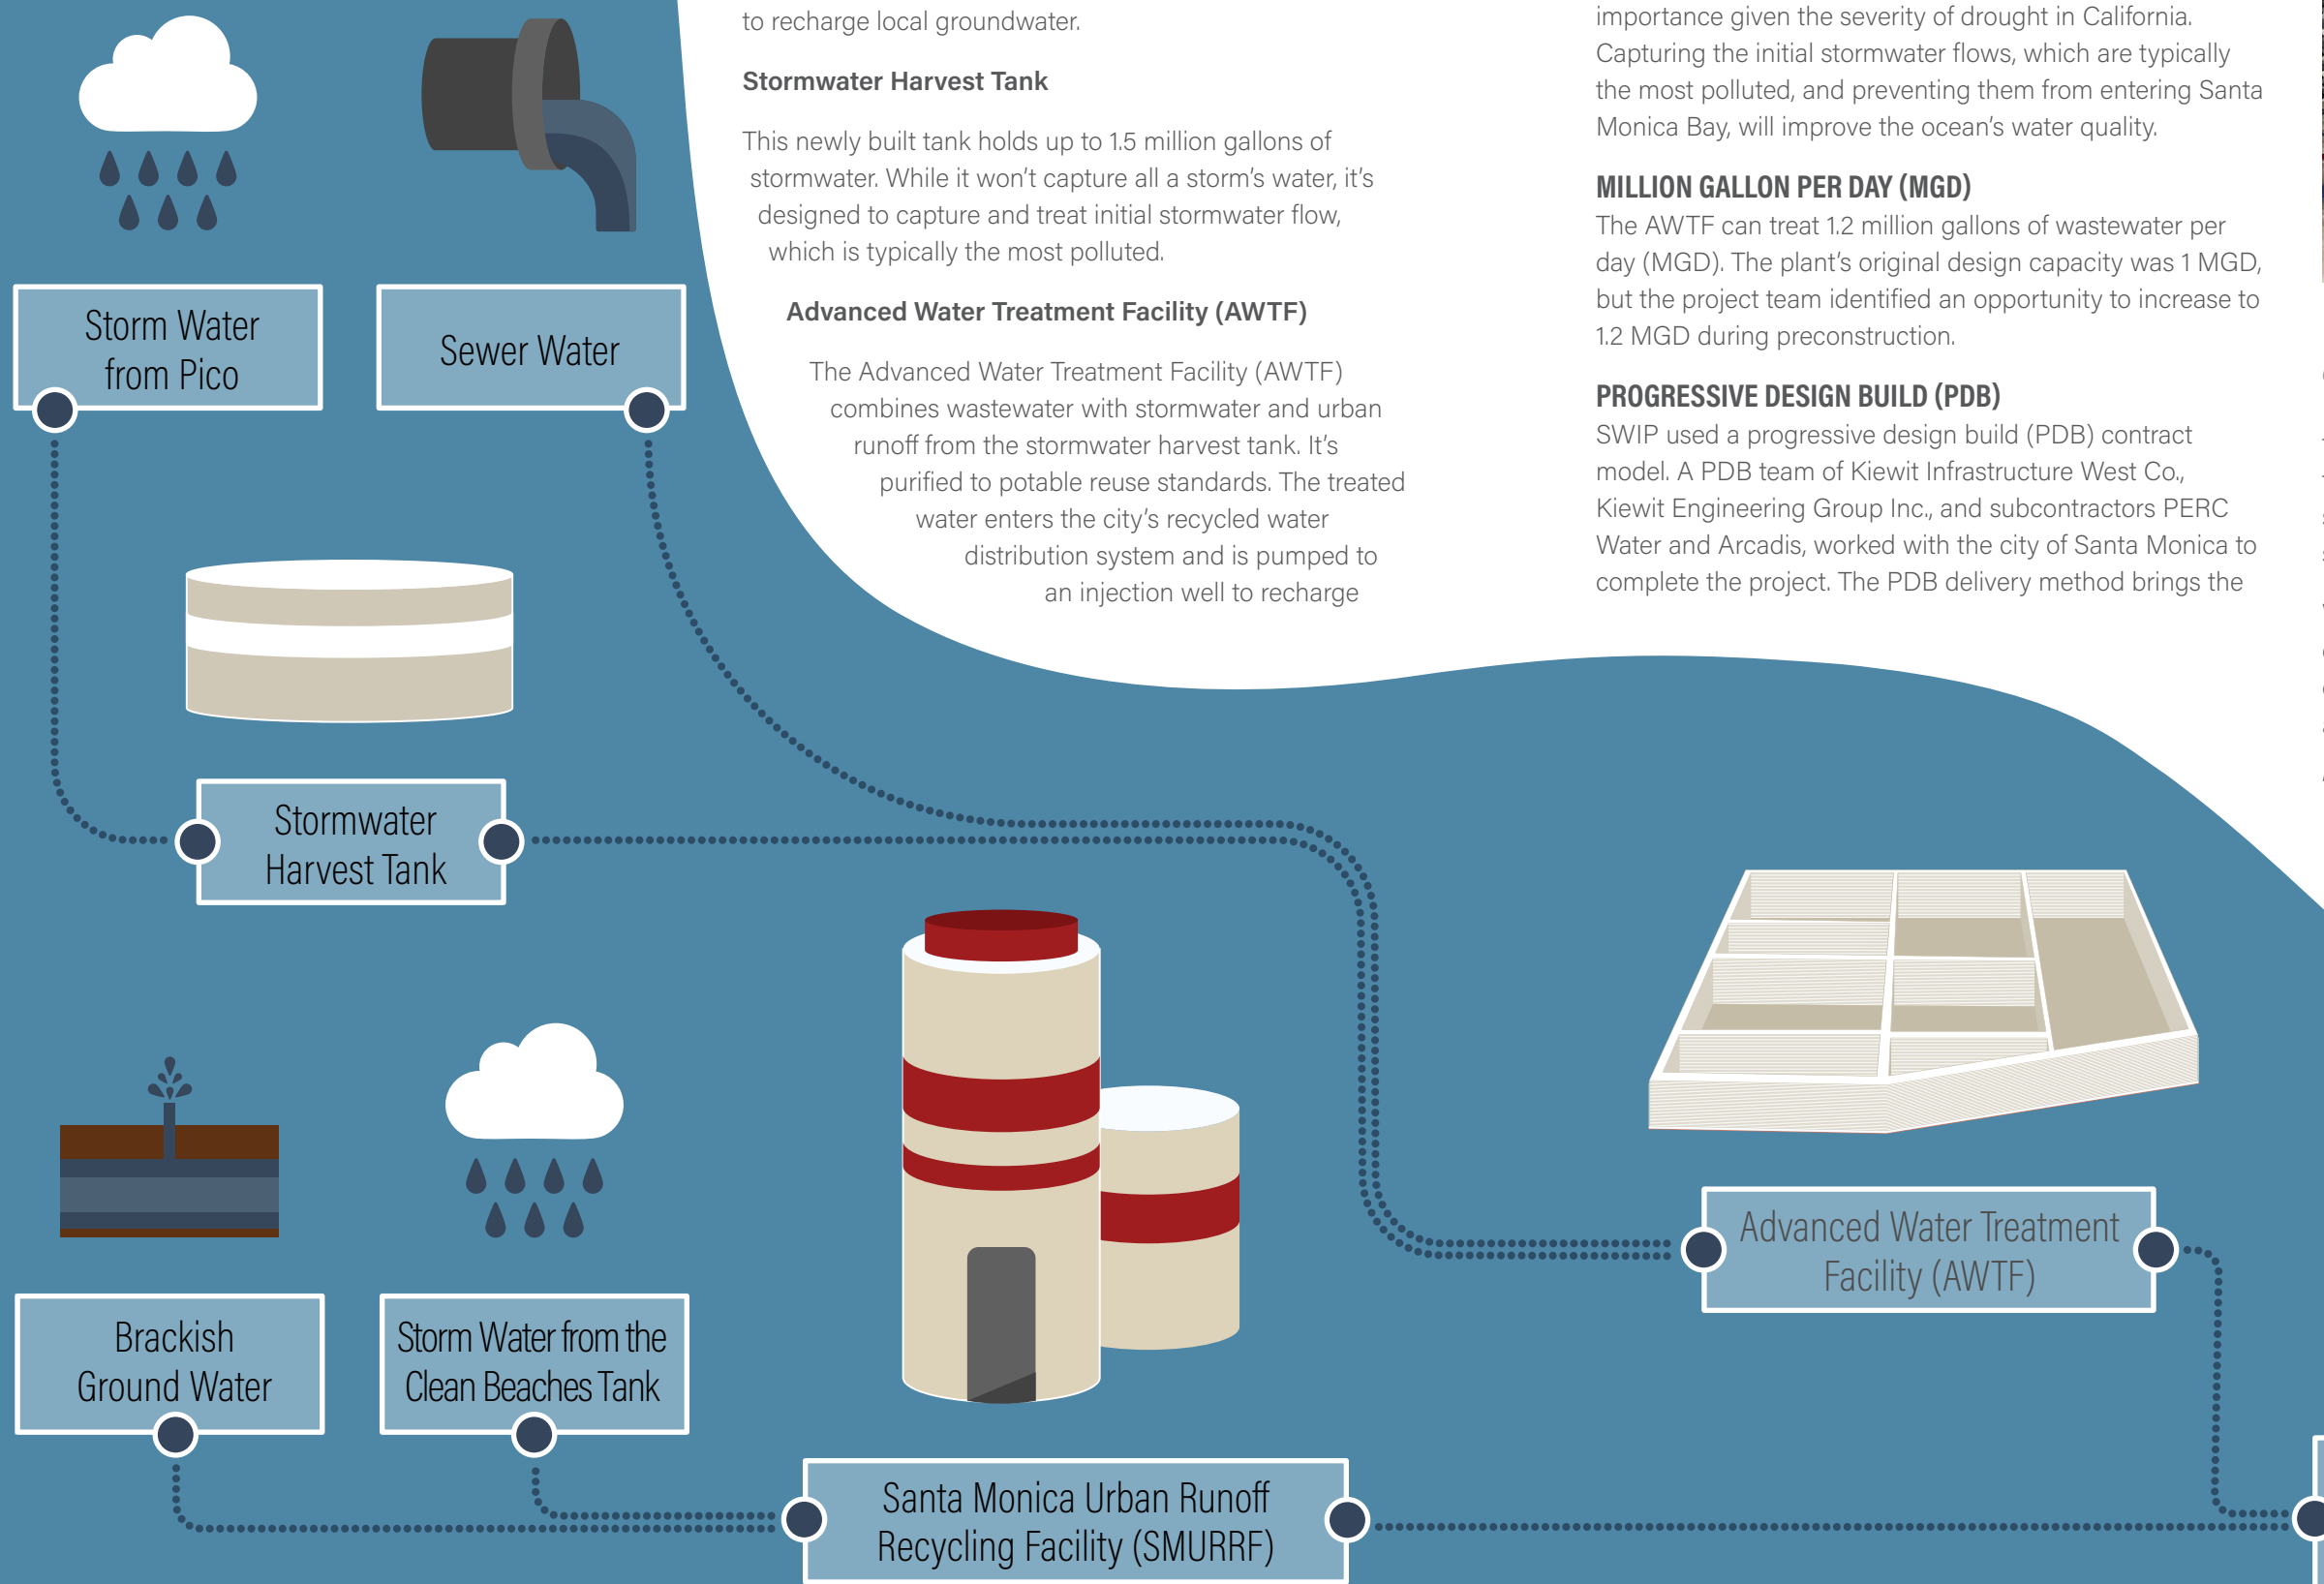 to recharge local groundwater.
Stormwater Harvest Tank
This newly built tank holds up to 1.5 million gallons of
stormwater. While it won’t capture all a storm’s water, it’s
designed to capture and treat initial stormwater flow,
which is typically the most polluted.
Advanced Water Treatment Facility (AWTF)
The Advanced Water Treatment Facility (AWTF)
combines wastewater with stormwater and urban
runoff from the stormwater harvest tank. It’s
purified to potable reuse standards. The treated
water enters the city’s recycled water
distribution system and is pumped to
an injection well to recharge
importance given the severity of drought in California.
Capturing the initial stormwater flows, which are typically
the most polluted, and preventing them from entering Santa
Monica Bay, will improve the ocean’s water quality.
MILLION GALLON PER DAY (MGD)
The AWTF can treat 1.2 million gallons of wastewater per
day (MGD). The plant’s original design capacity was 1 MGD,
but the project team identified an opportunity to increase to
1.2 MGD during preconstruction.
PROGRESSIVE DESIGN BUILD (PDB)
SWIP used a progressive design build (PDB) contract
model. A PDB team of Kiewit Infrastructure West Co.,
Kiewit Engineering Group Inc., and subcontractors PERC
Water and Arcadis, worked with the city of Santa Monica to
complete the project. The PDB delivery method brings the
Storm Water
from Pico
Sewer Water
Stormwater
Harvest Tank
Brackish
Ground Water
Storm Water from the
Clean Beaches Tank
Santa Monica Urban Runoff
Recycling Facility (SMURRF)
Advanced Water Treatment
Facility (AWTF)